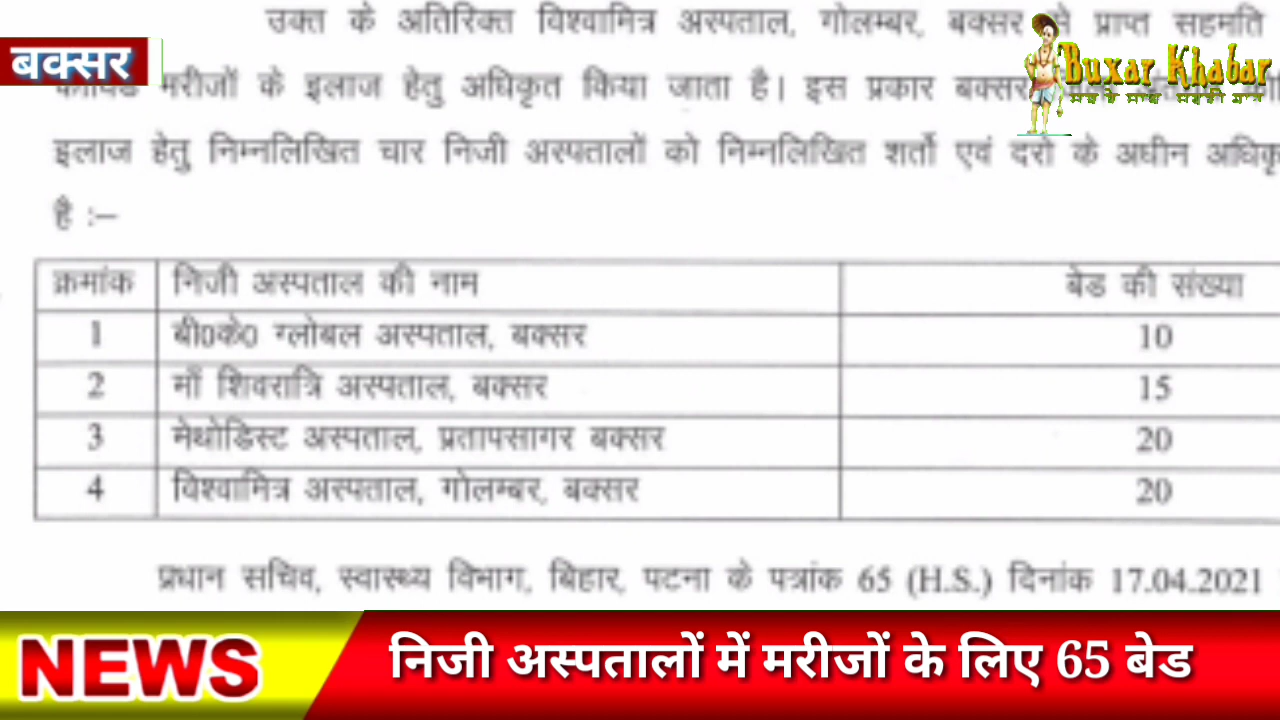 उक्त के अतिरिक्त विश्वामित्र अस्पताल, गोलम्बर, बक्सर से प्राप्त सहमति
बक्सर
Buxar Khabar
मरीजों के इलाज हेतु अधिकृत किया जाता है। इस प्रकार बक्सर
इलाज हेतु निम्नलिखित चार निजी अस्पतालों को निम्नलिखित शर्तो एवं दरो के अधीन
है :–
क्रमांक निजी अस्पताल की नाम बेड की संख्या
1 बी0के0 ग्लोबल अस्पताल, बक्सर 10
2 माँ शिवरात्रि अस्पताल, बक्सर 15
3 मेथोडिस्ट अस्पताल, प्रतापसागर बक्सर 20
4 विश्वामित्र अस्पताल, गोलम्बर, बक्सर 20
प्रधान सचिव, स्वास्थ्य विभाग, बिहार, पटना के पत्रांक 65 (H.S.) दिनांक 17.04.2021
NEWS निजी अस्पतालों में मरीजों के लिए 65 बेड